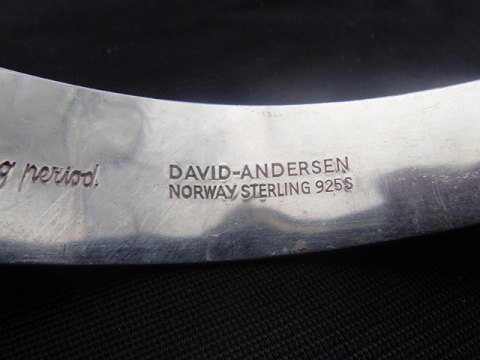 g period.
DAVID-ANDERSEN
NORWAY STERLING 925S